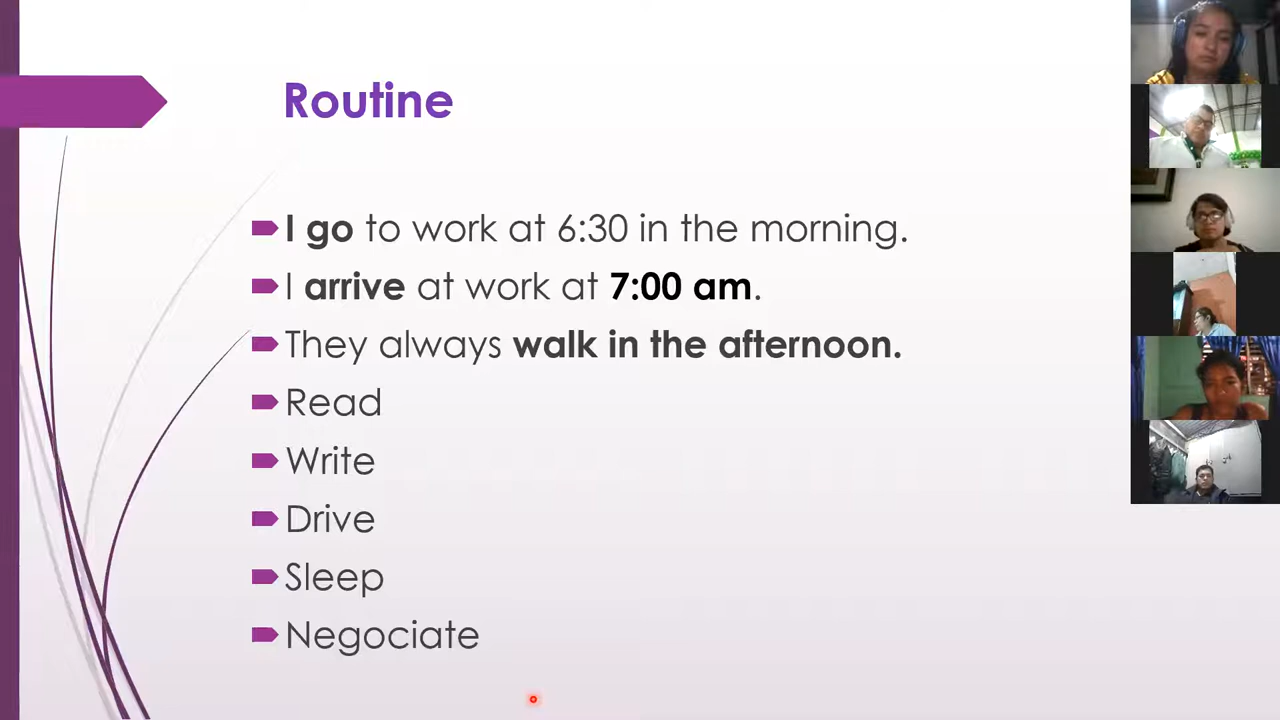 Routine
I go to work at 6:30 in the morning.
I arrive at work at 7:00 am.
They always walk in the afternoon.
Read
Write
Drive
Sleep
Negociate